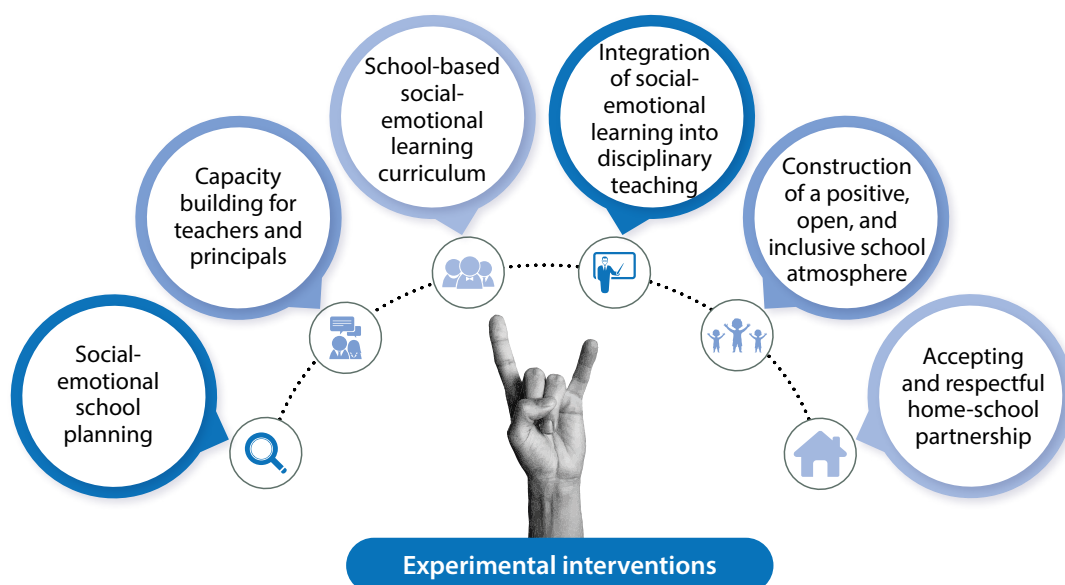 Social-
emotional
school
planning
Capacity
building for
teachers and
principals
School-based
social-
emotional
learning
curriculum
Integration
of social-
emotional
learning into
disciplinary
teaching
Construction
of a positive,
open, and
inclusive school
atmosphere
Accepting
and respectful
home-school
partnership
Experimental interventions